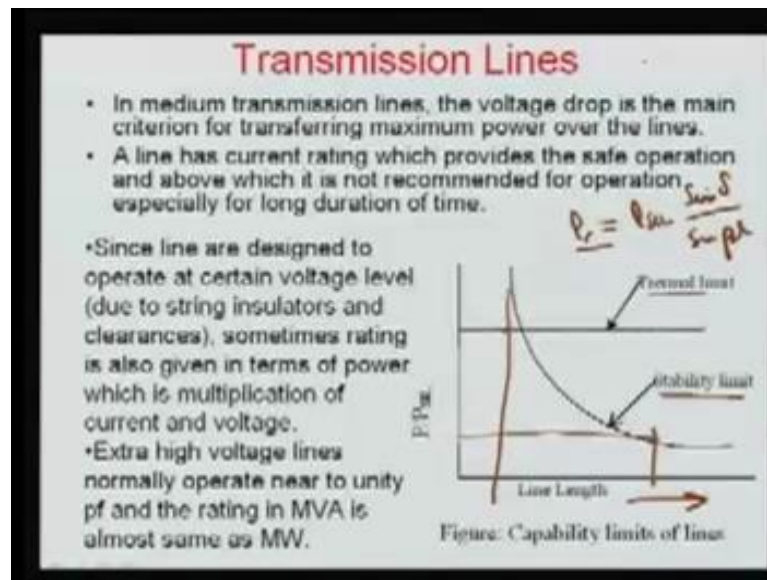 Transmission Lines
• In medium transmission lines, the voltage drop is the main
criterion for transferring maximum power over the lines.
• A line has current rating which provides the safe operation
and above which it is not recommended for operation,
especially for long duration of time.
•Since line are designed to
operate at certain voltage level
(due to string insulators and
clearances), sometimes rating
is also given in terms of power
which is multiplication of
current and voltage.
•Extra high voltage lines
normally operate near to unity
pf and the rating in MVA is
almost same as MW.
Sin δ
Pr =
Thermal limit
Stability limit
Line Length
Figure: Capability limits of lines